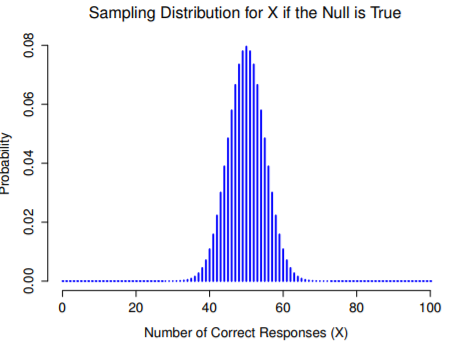 Sampling Distribution for X if the Null is True
Probability
0.00 0.02 0.04 0.06 0.08
0 20 40 60 80 100
Number of Correct Responses (X)